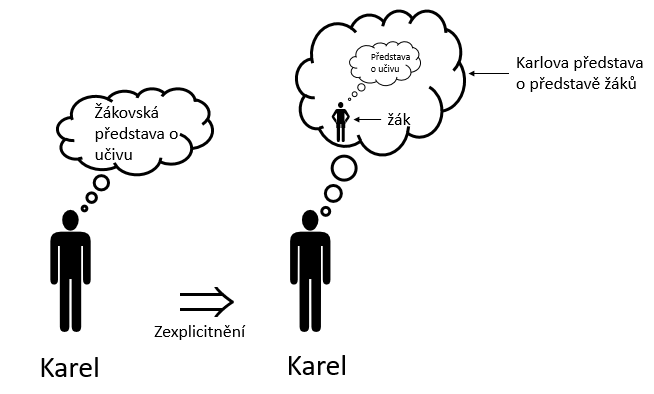 Žákovská
představa o
učivu
Karel
Zexplicitnění
Představa
o učivu
žák
Karlova představa
o představě žáků
Karel